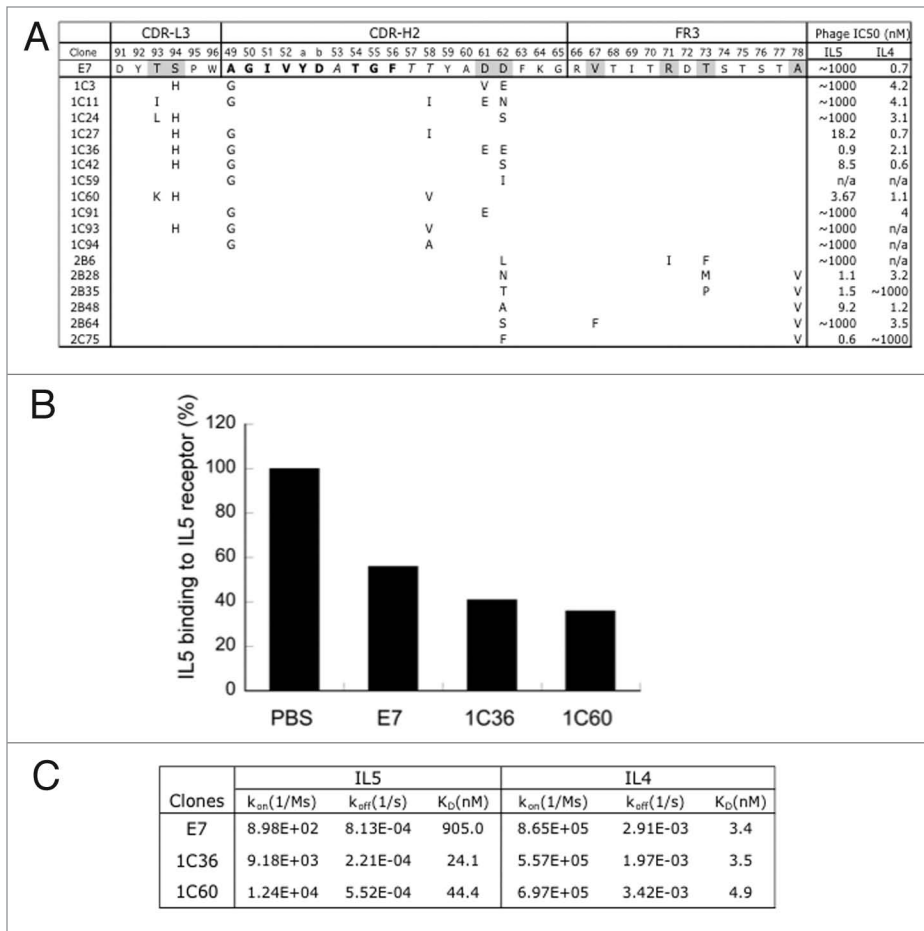 A
CDR-L3 CDR-H2 FR3 Phage IC50 (nM)
Clone 91 92 93 94 95 96 49 50 51 52 a b 53 54 55 56 57 58 59 60 61 62 63 64 65 66 67 68 69 70 71 72 73 74 75 76 77 78 IL5 IL4
E7 D Y T S P W A G I V Y D A T G F T T Y A D D F K G R V T I T R D T S T S T A ~1000 0.7
1C3 H G V E ~1000 4.2
1C11 I G I E N ~1000 4.1
1C24 L H S ~1000 3.1
1C27 H G I 18.2 0.7
1C36 H G E E 0.9 2.1
1C42 H G S 8.5 0.6
1C59 G I n/a n/a
1C60 K H V 3.67 1.1
1C91 G E ~1000 4
1C93 H G V ~1000 n/a
1C94 G A ~1000 n/a
2B6 L I F ~1000 n/a
2B28 N M V 1.1 3.2
2B35 T P V 1.5 ~1000
2B48 A V 9.2 1.2
2B64 S F V ~1000 3.5
2C75 F V 0.6 ~1000
B
IL5 binding to IL5 receptor (%)
120
100
80
60
40
20
0
PBS E7 1C36 1C60
C
IL5 IL4
Clones kon(1/Ms) koff(1/s) KD(nM) kon(1/Ms) koff(1/s) KD(nM)
E7 8.98E+02 8.13E-04 905.0 8.65E+05 2.91E-03 3.4
1C36 9.18E+03 2.21E-04 24.1 5.57E+05 1.97E-03 3.5
1C60 1.24E+04 5.52E-04 44.4 6.97E+05 3.42E-03 4.9